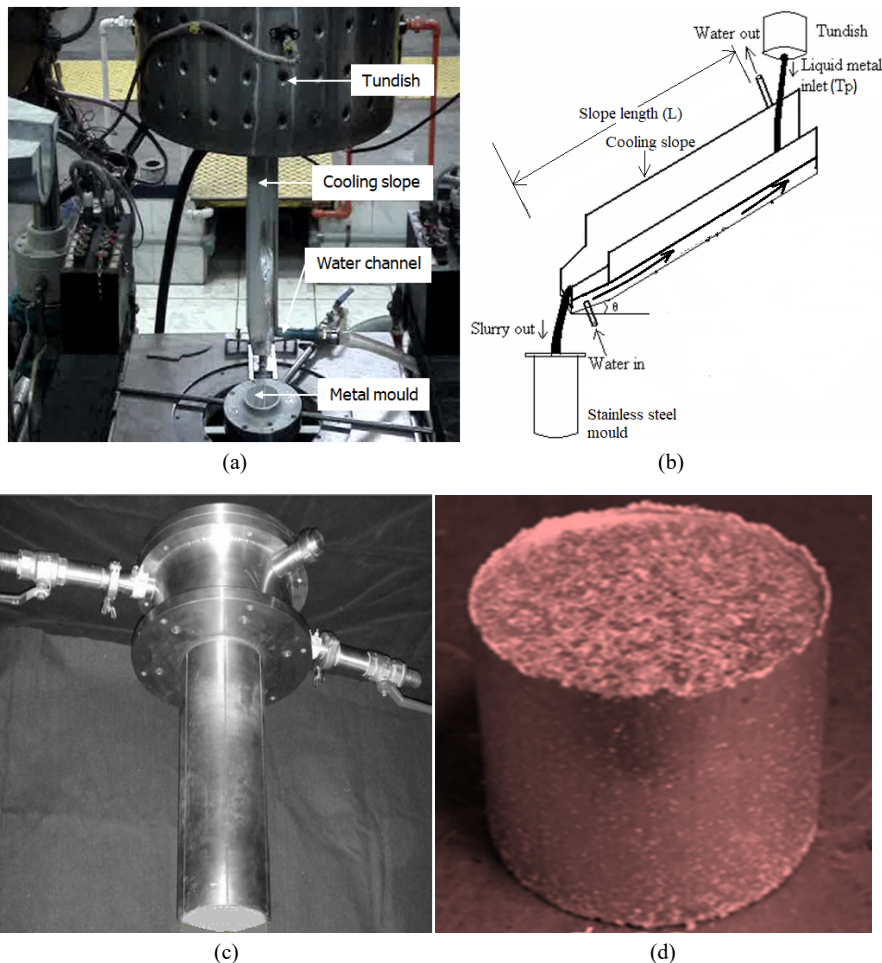 Tundish
Cooling slope
Water channel
Metal mould
(a)
Water out
Tundish
Liquid metal
inlet (Tp)
Slope length (L)
Cooling slope
θ
Slurry out
Water in
Stainless steel
mould
(b)
(c)
(d)